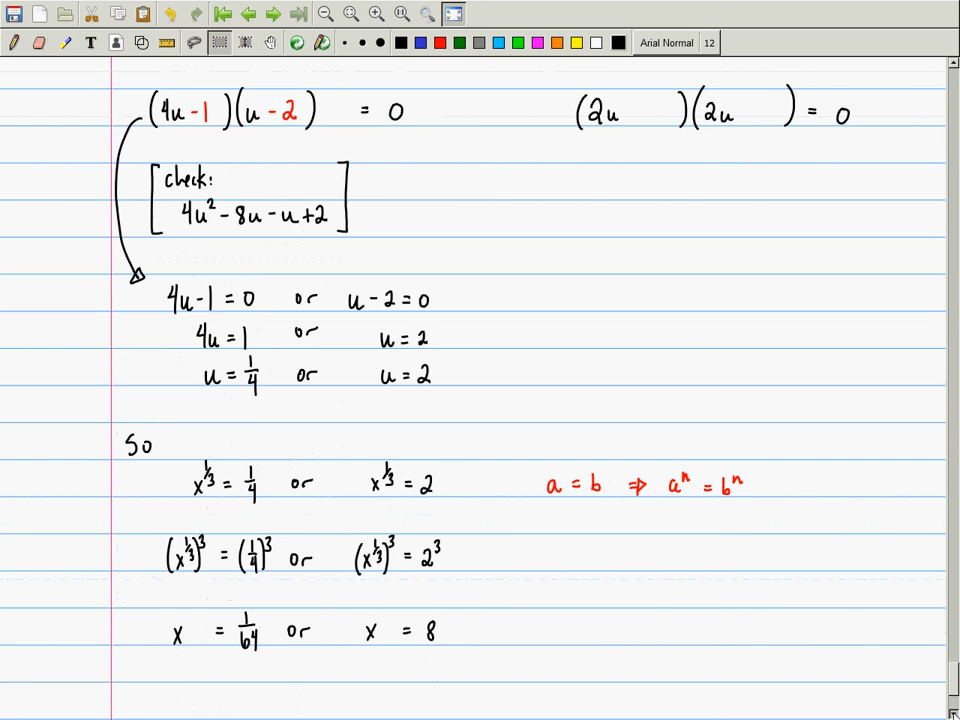 Arial Normal 12
(4u - 1 )(u - 2 ) = 0 (2u )(2u ) = 0
check:
4u² - 8u - u + 2
4u - 1 = 0 or u - 2 = 0
4u = 1 or u = 2
u = 1/4 or u = 2
So
x^(1/3) = 1/4 or x^(1/3) = 2 a = b ⇒ aⁿ = bⁿ
(x^(1/3))³ = (1/4)³ or (x^(1/3))³ = 2³
x = 1/64 or x = 8